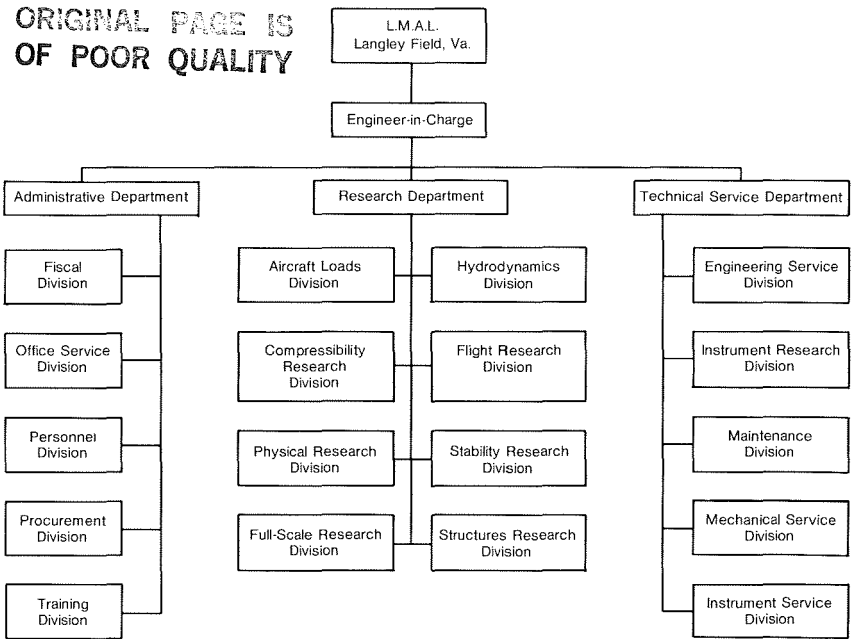 ORIGINAL PAGE IS
OF POOR QUALITY
L.M.A.L.
Langley Field, Va.
Engineer-in-Charge
Administrative Department
Research Department
Technical Service Department
Fiscal
Division
Office Service
Division
Personnel
Division
Procurement
Division
Training
Division
Aircraft Loads
Division
Hydrodynamics
Division
Compressibility
Research
Division
Flight Research
Division
Physical Research
Division
Stability Research
Division
Full-Scale Research
Division
Structures Research
Division
Engineering Service
Division
Instrument Research
Division
Maintenance
Division
Mechanical Service
Division
Instrument Service
Division